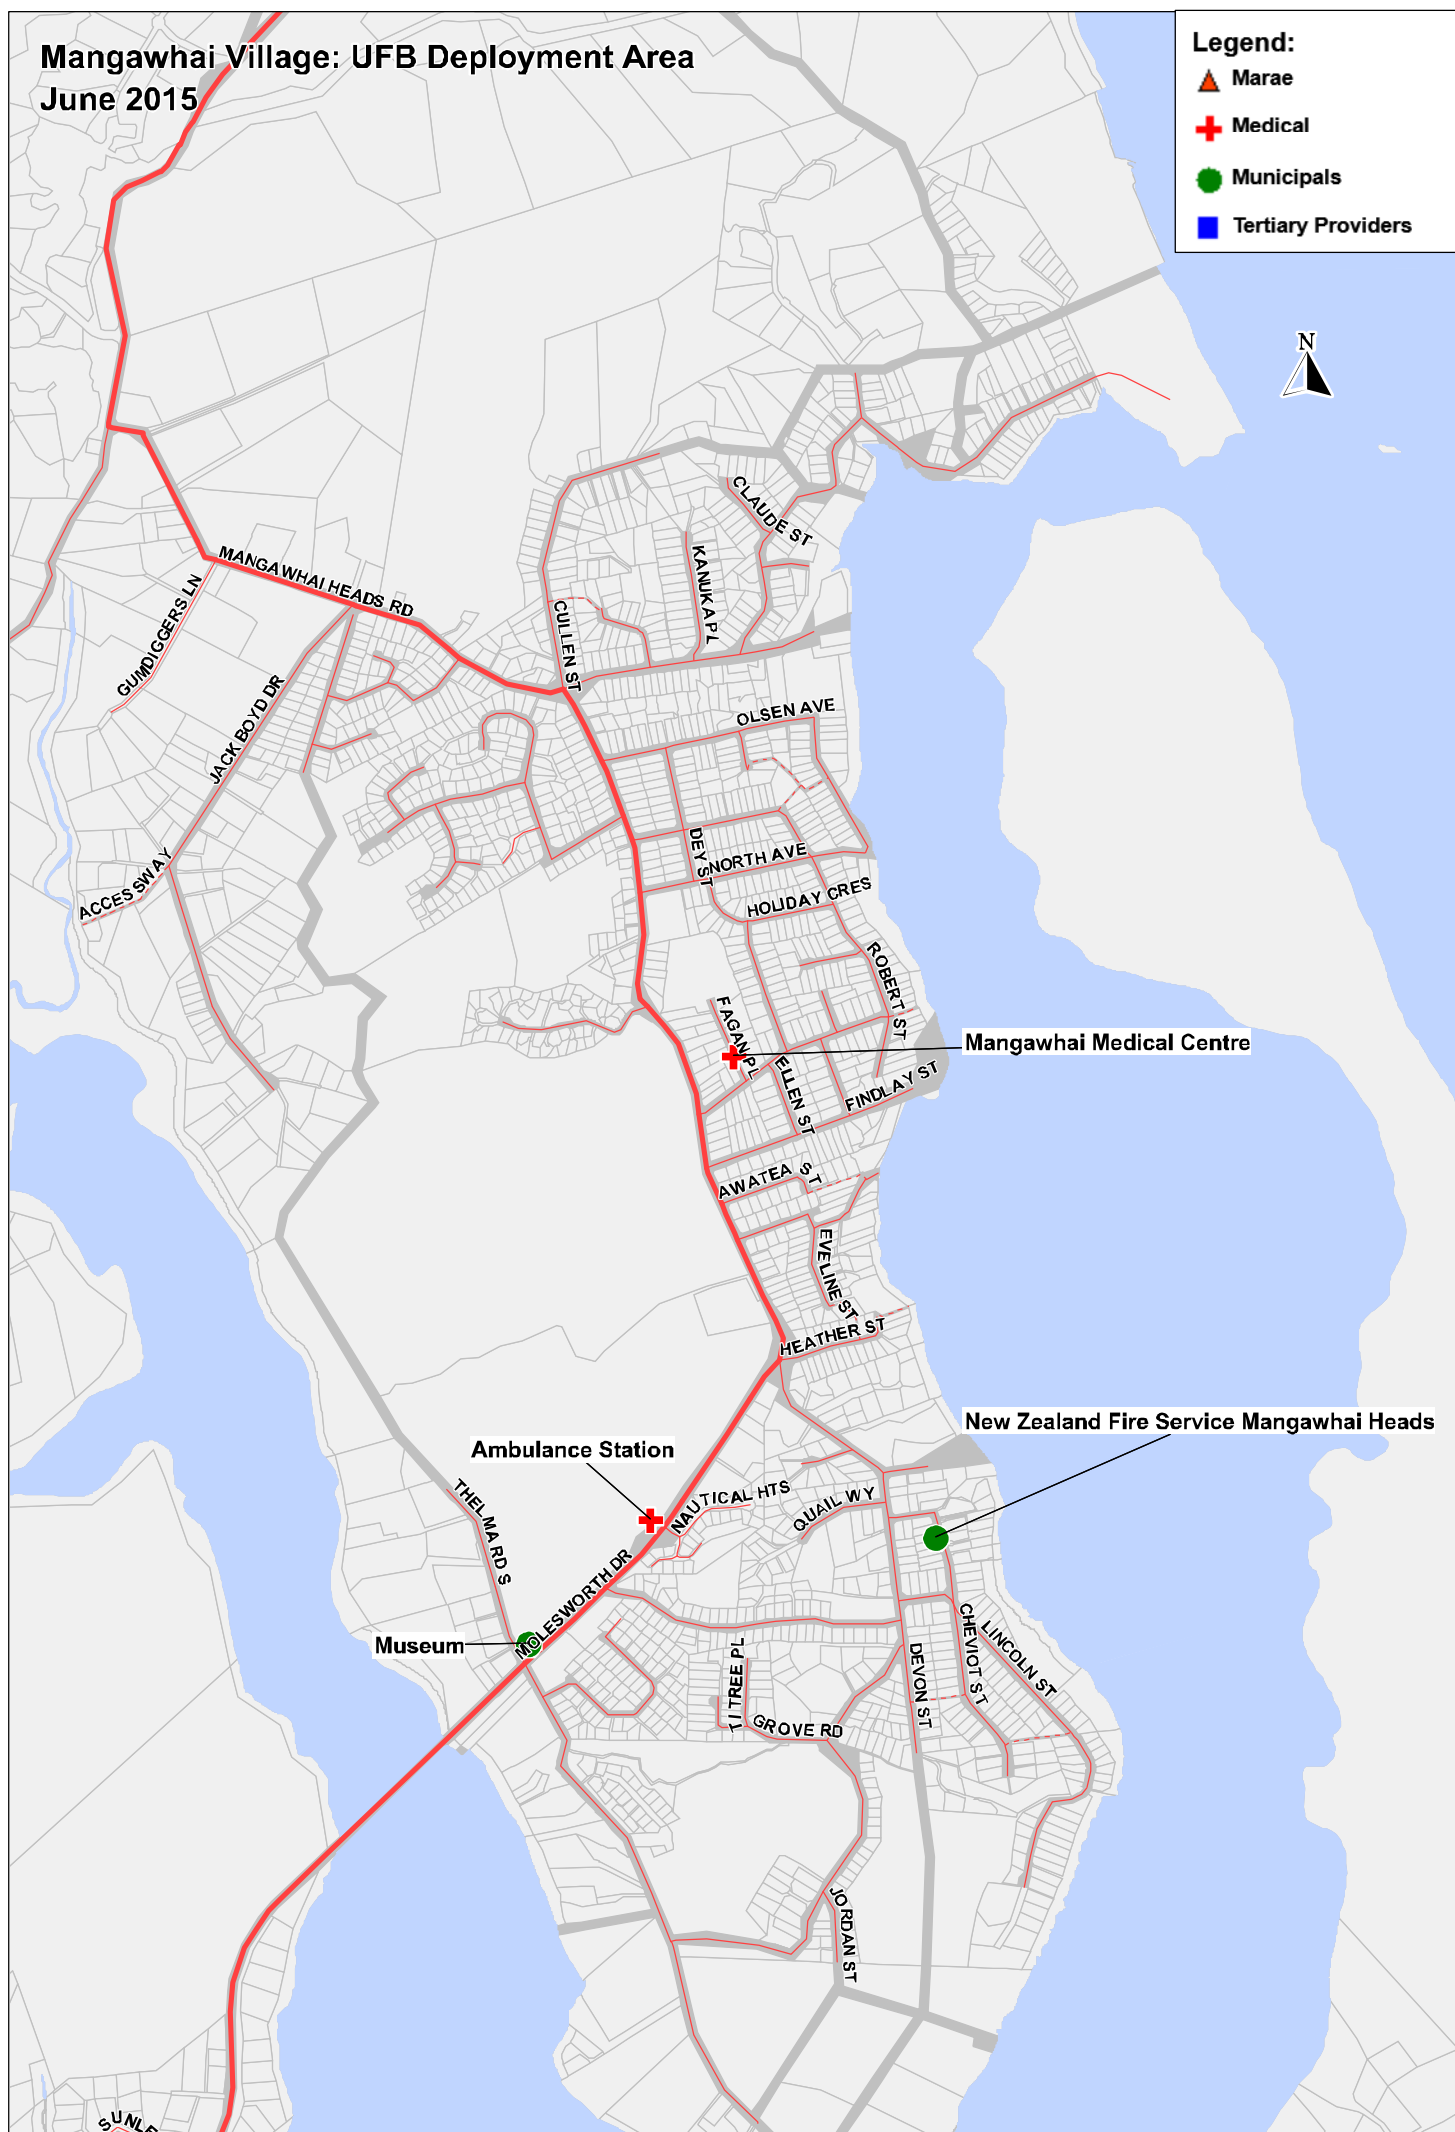 Mangawhai Village: UFB Deployment Area
June 2015
Legend:
Marae
Medical
Municipals
Tertiary Providers
N
CLAUDE ST
KANUKA PL
MANGAWHAI HEADS RD
GUMDIGGERS LN
CULLEN ST
JACK BOYD DR
OLSEN AVE
DEY ST
NORTH AVE
ACCESSWAY
HOLIDAY CRES
ROBERT ST
FAGAN PL
Mangawhai Medical Centre
ELLEN ST
FINDLAY ST
AWATEA ST
EVELINE ST
HEATHER ST
New Zealand Fire Service Mangawhai Heads
Ambulance Station
THELMA RD S
NAUTICAL HTS
QUAIL WY
MOLESWORTH DR
Museum
CHEVIOT ST
LINCOLN ST
DEVON ST
TI TREE PL
GROVE RD
JORDAN ST
SUNLE